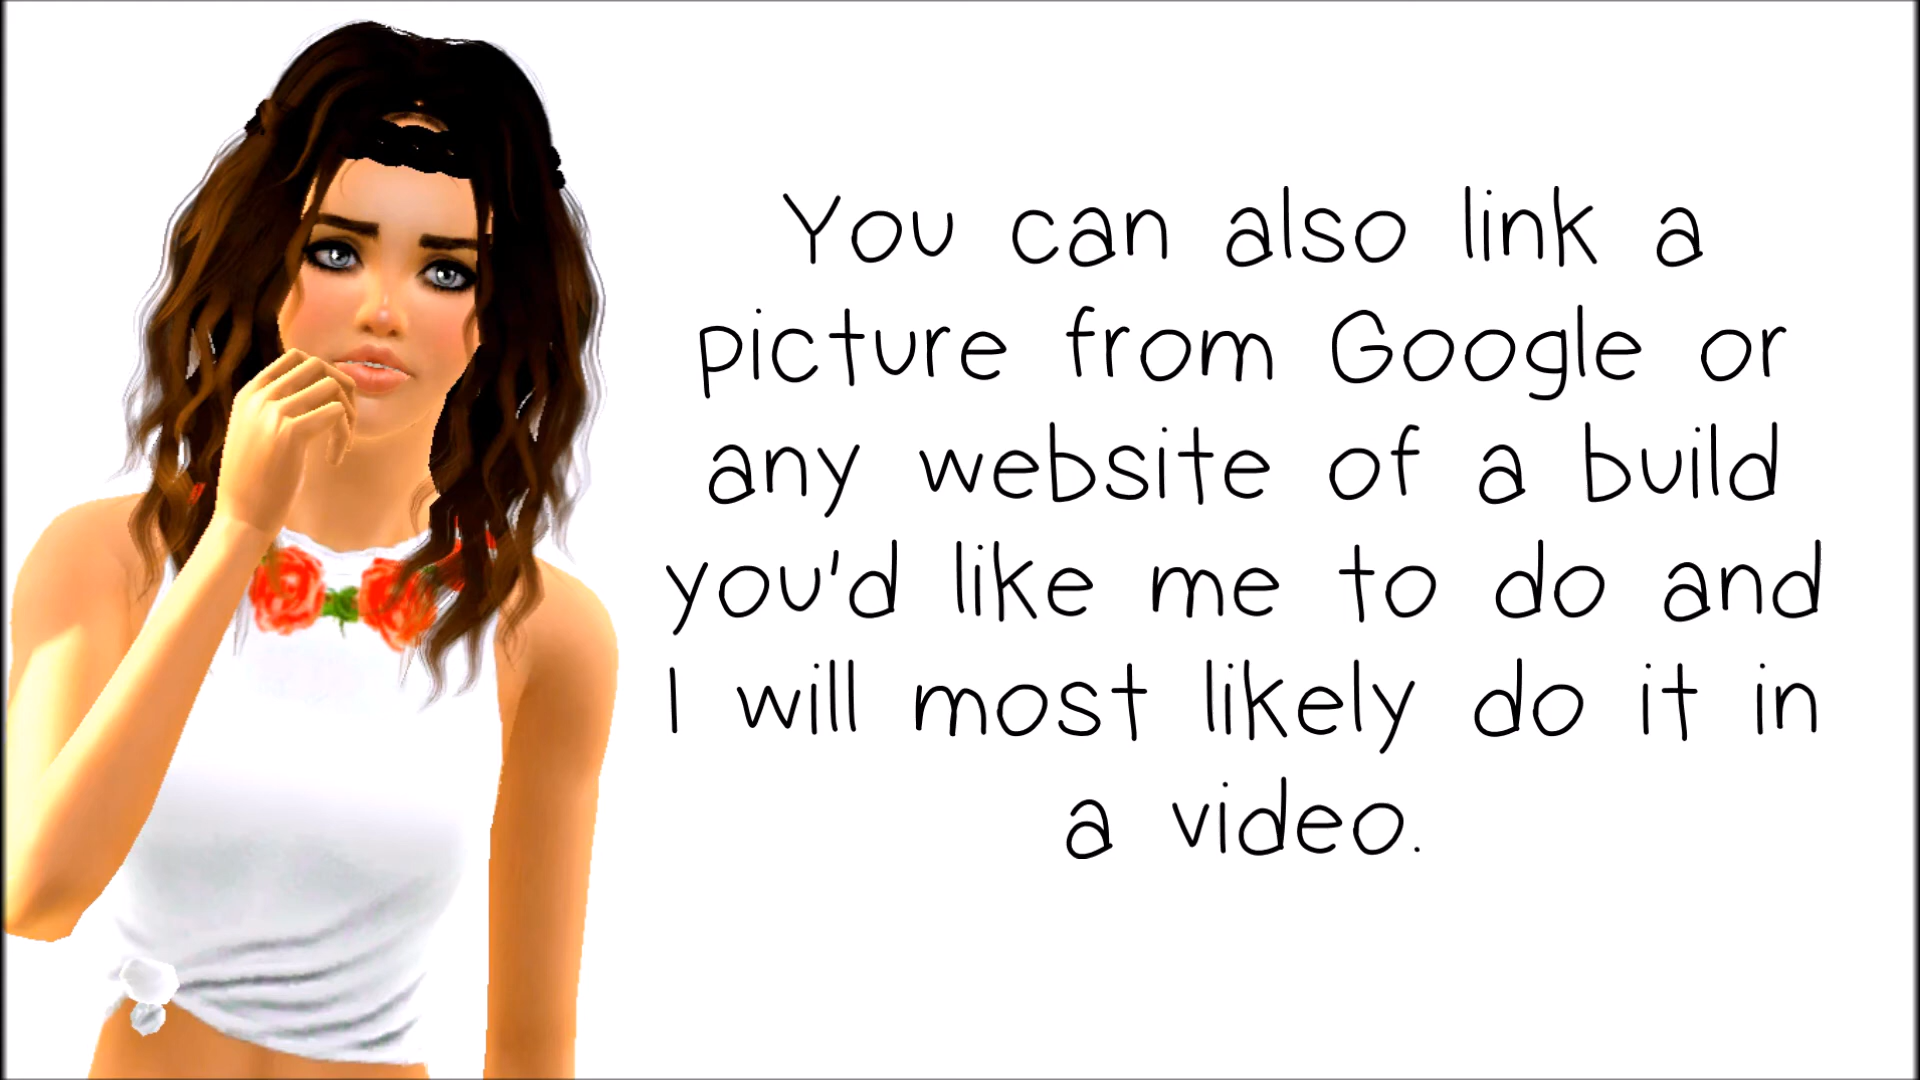 You can also link a
picture from Google or
any website of a build
you'd like me to do and
I will most likely do it in
a video.